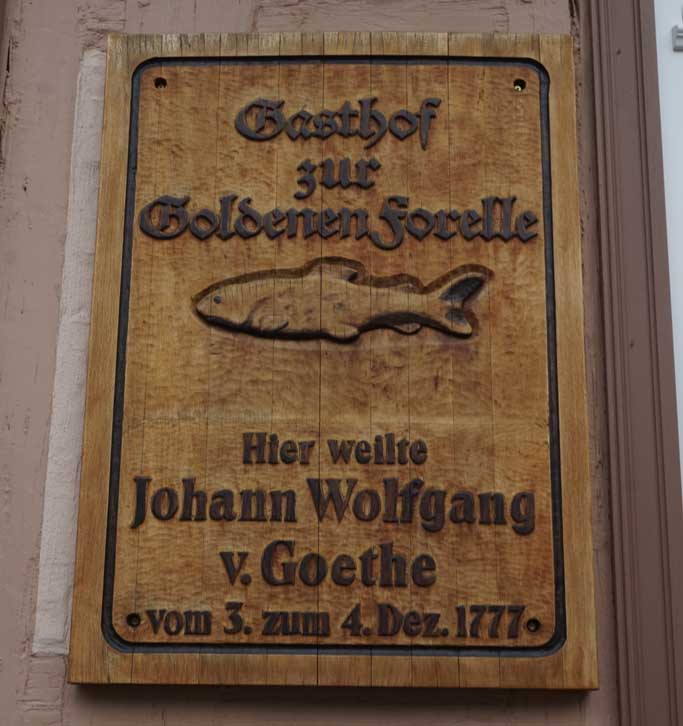 Gasthof
zur
Goldenen Forelle
Hier weilte
Johann Wolfgang
v. Goethe
vom 3. zum 4. Dez. 1777